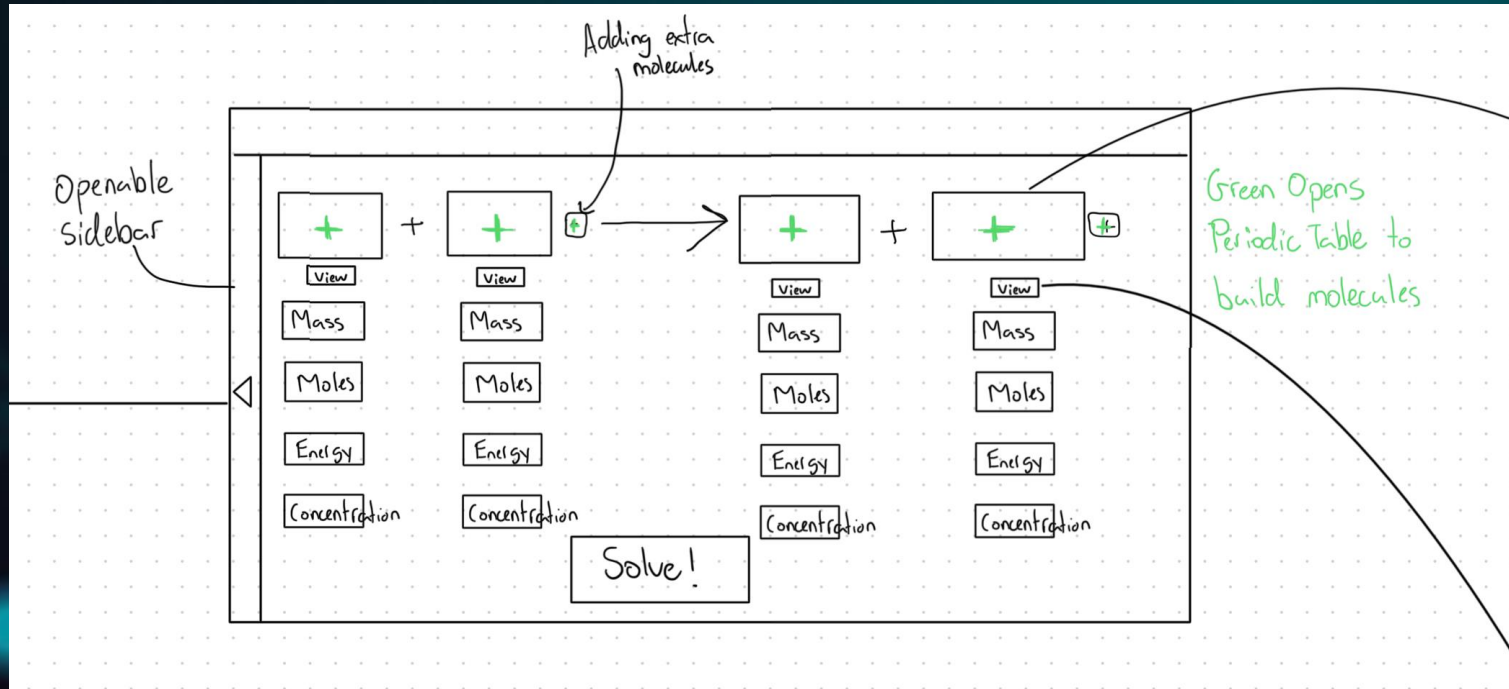 Adding extra
molecules
Openable
sidebar
+ + + → + + + +
View View View View
Mass Mass Mass Mass
Moles Moles Moles Moles
Energy Energy Energy Energy
Concentration Concentration Concentration Concentration
Solve!
Green Opens
Periodic Table to
build molecules